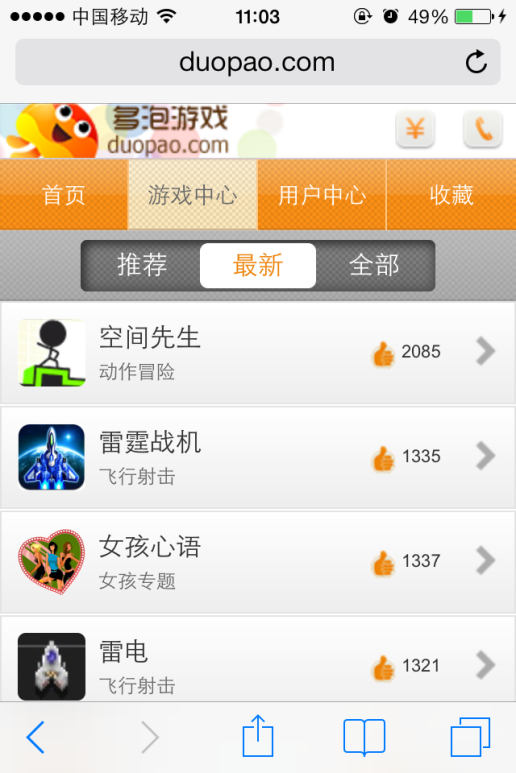 中国移动 11:03 49%
duopao.com
多泡游戏
duopao.com
¥
首页 游戏中心 用户中心 收藏
推荐 最新 全部
空间先生
动作冒险
2085
雷霆战机
飞行射击
1335
女孩心语
女孩专题
1337
雷电
飞行射击
1321